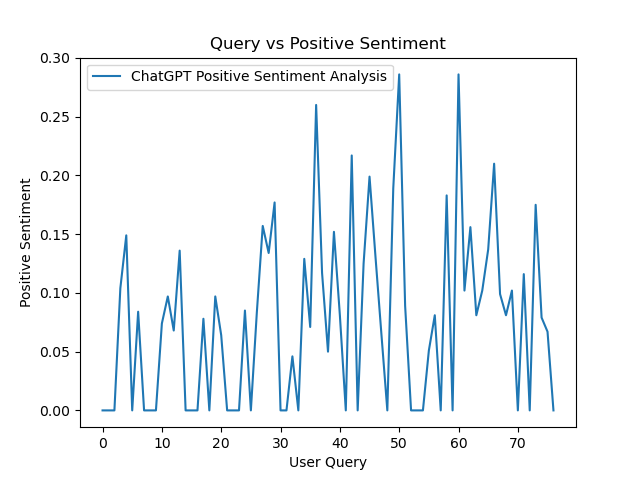 Query vs Positive Sentiment
ChatGPT Positive Sentiment Analysis
0.30
0.25
0.20
0.15
0.10
0.05
0.00
Positive Sentiment
0 10 20 30 40 50 60 70
User Query